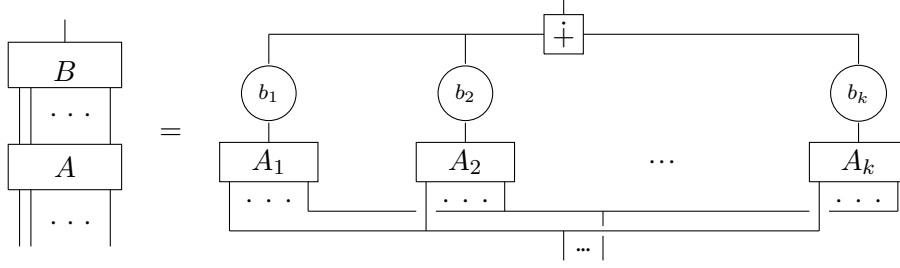 ∔
B
b₁ b₂ bₖ
⋯
=
A A₁ A₂ ⋯ Aₖ
⋯ ⋯ ⋯
⋯
⋯